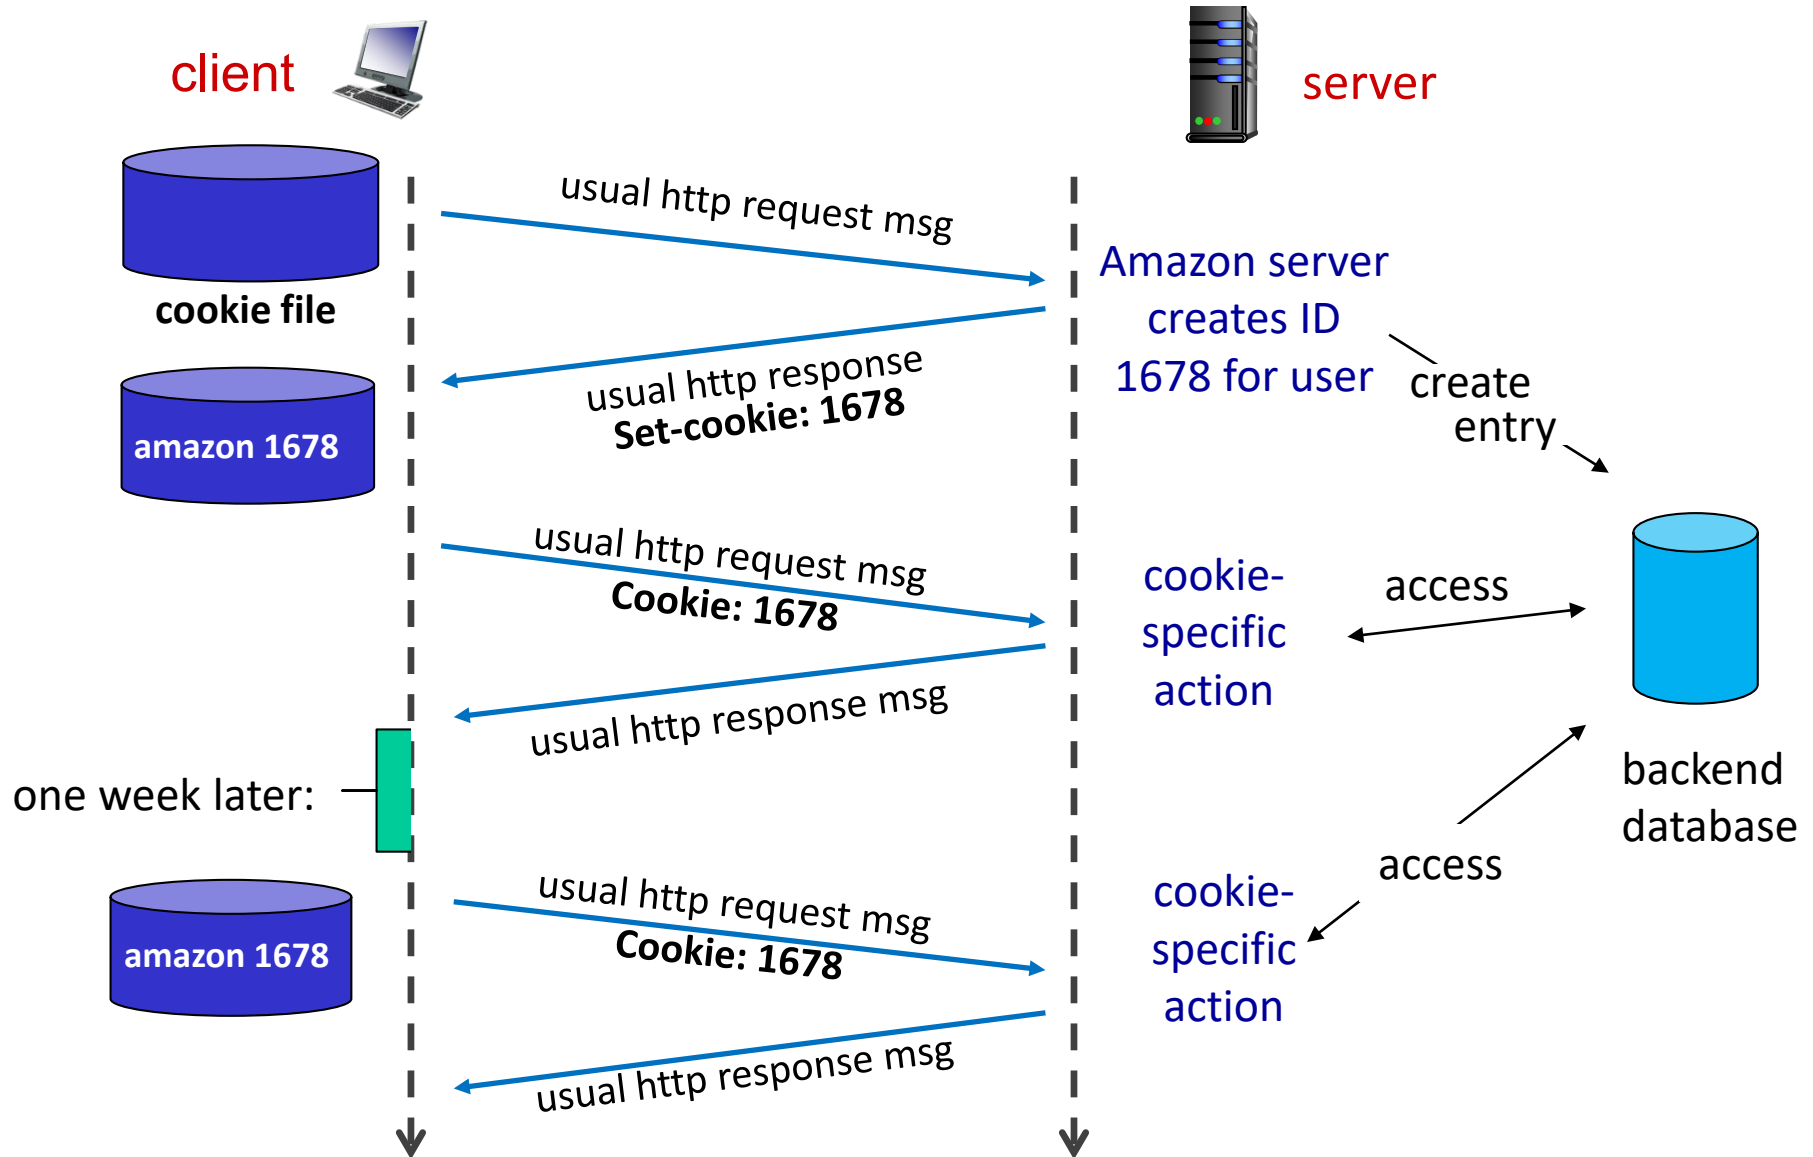 client
server
usual http request msg
cookie file
Amazon server
creates ID
1678 for user
create
entry
usual http response
Set-cookie: 1678
amazon 1678
usual http request msg
Cookie: 1678
cookie-
specific
action
access
usual http response msg
one week later:
backend
database
access
amazon 1678
usual http request msg
Cookie: 1678
cookie-
specific
action
usual http response msg